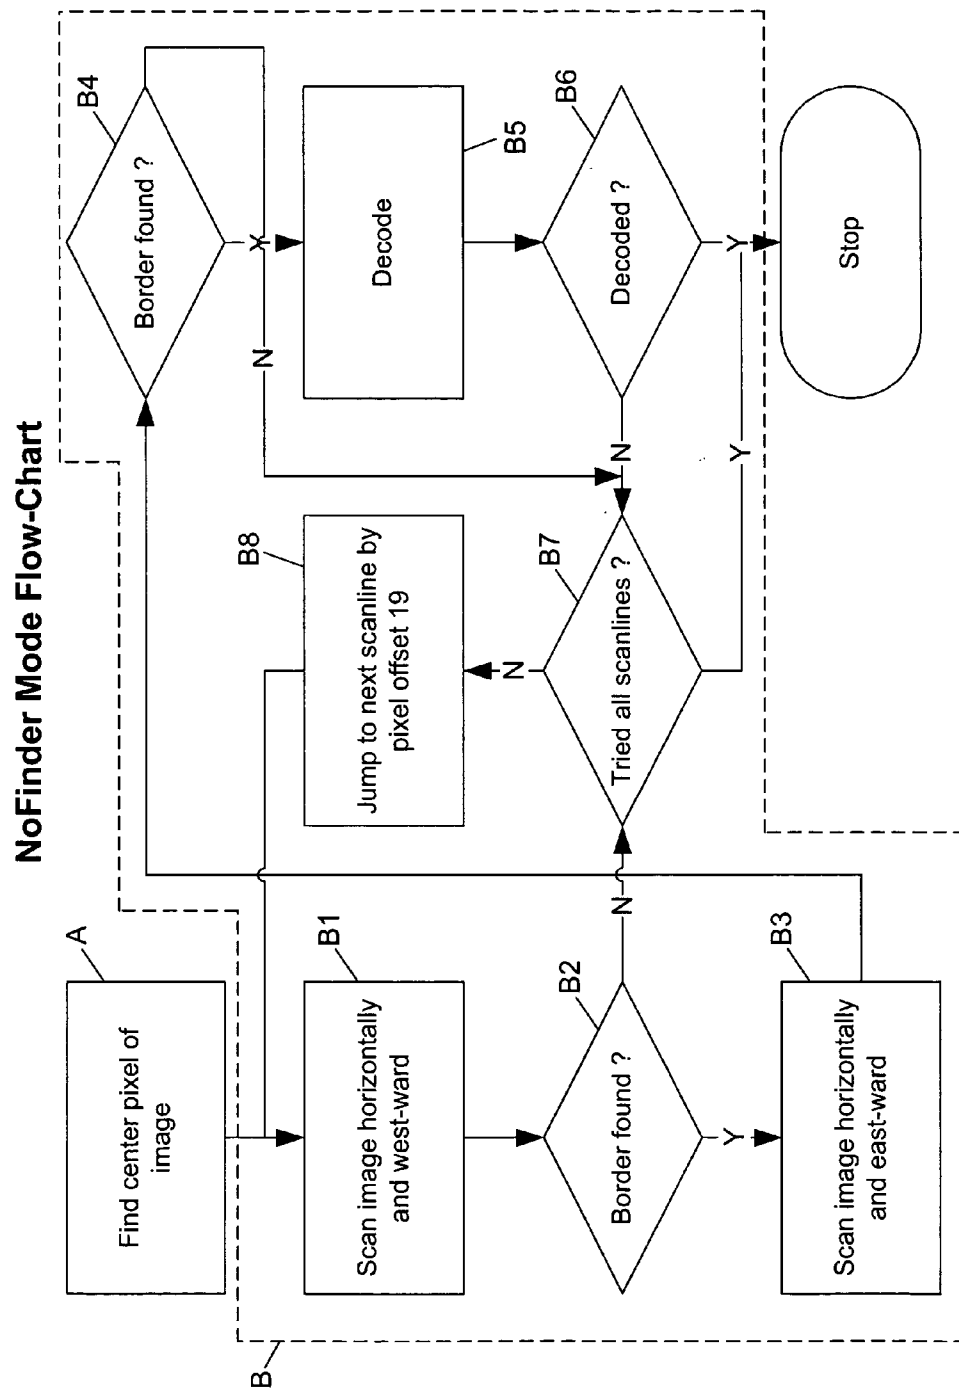 NoFinder Mode Flow-Chart
A
Find center pixel of
image
B
B1
Scan image horizontally
and west-ward
B2
Border found ?
N
Y
B3
Scan image horizontally
and east-ward
B8
Jump to next scanline by
pixel offset 19
N
B7
Tried all scanlines ?
Y
B4
Border found ?
Y
N
B5
Decode
B6
Decoded ?
N
Y
Stop